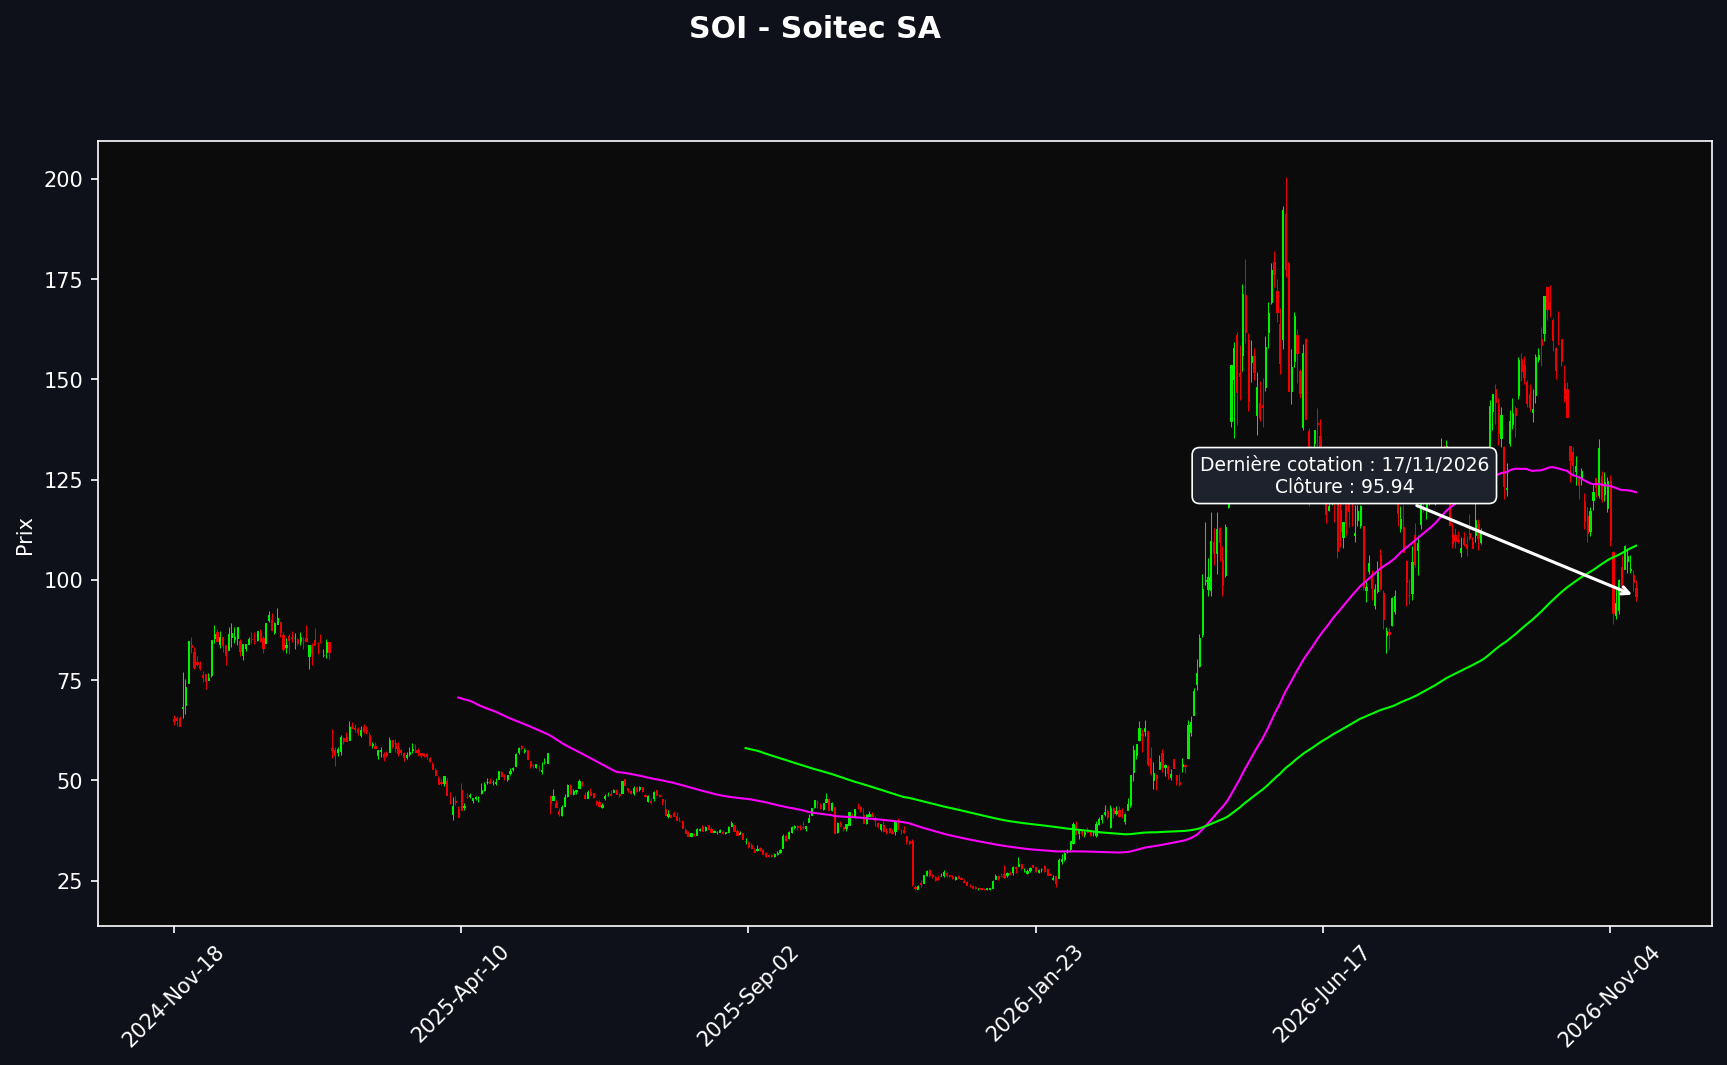 SOI - Soitec SA
Prix
200
175
150
125
100
75
50
25
Dernière cotation : 17/11/2026
Clôture : 95.94
2024-Nov-18
2025-Apr-10
2025-Sep-02
2026-Jan-23
2026-Jun-17
2026-Nov-04